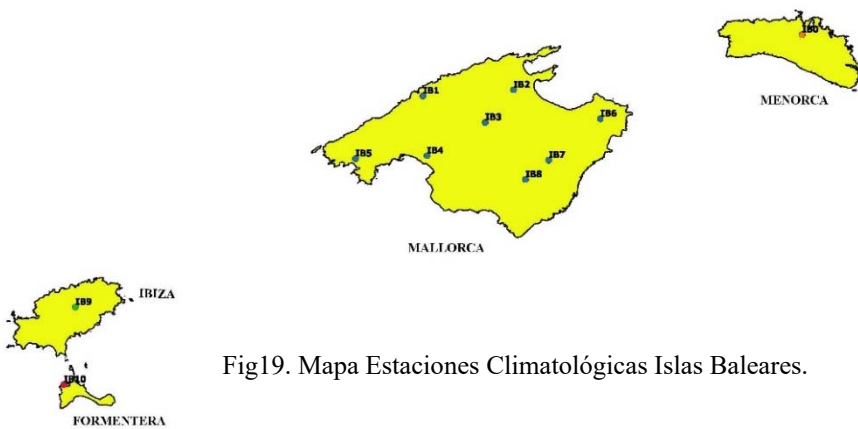 IB0
MENORCA
IB1
IB2
IB3
IB6
IB4
IB5
IB7
IB8
MALLORCA
IB9
IBIZA
IB10
FORMENTERA
Fig19. Mapa Estaciones Climatológicas Islas Baleares.